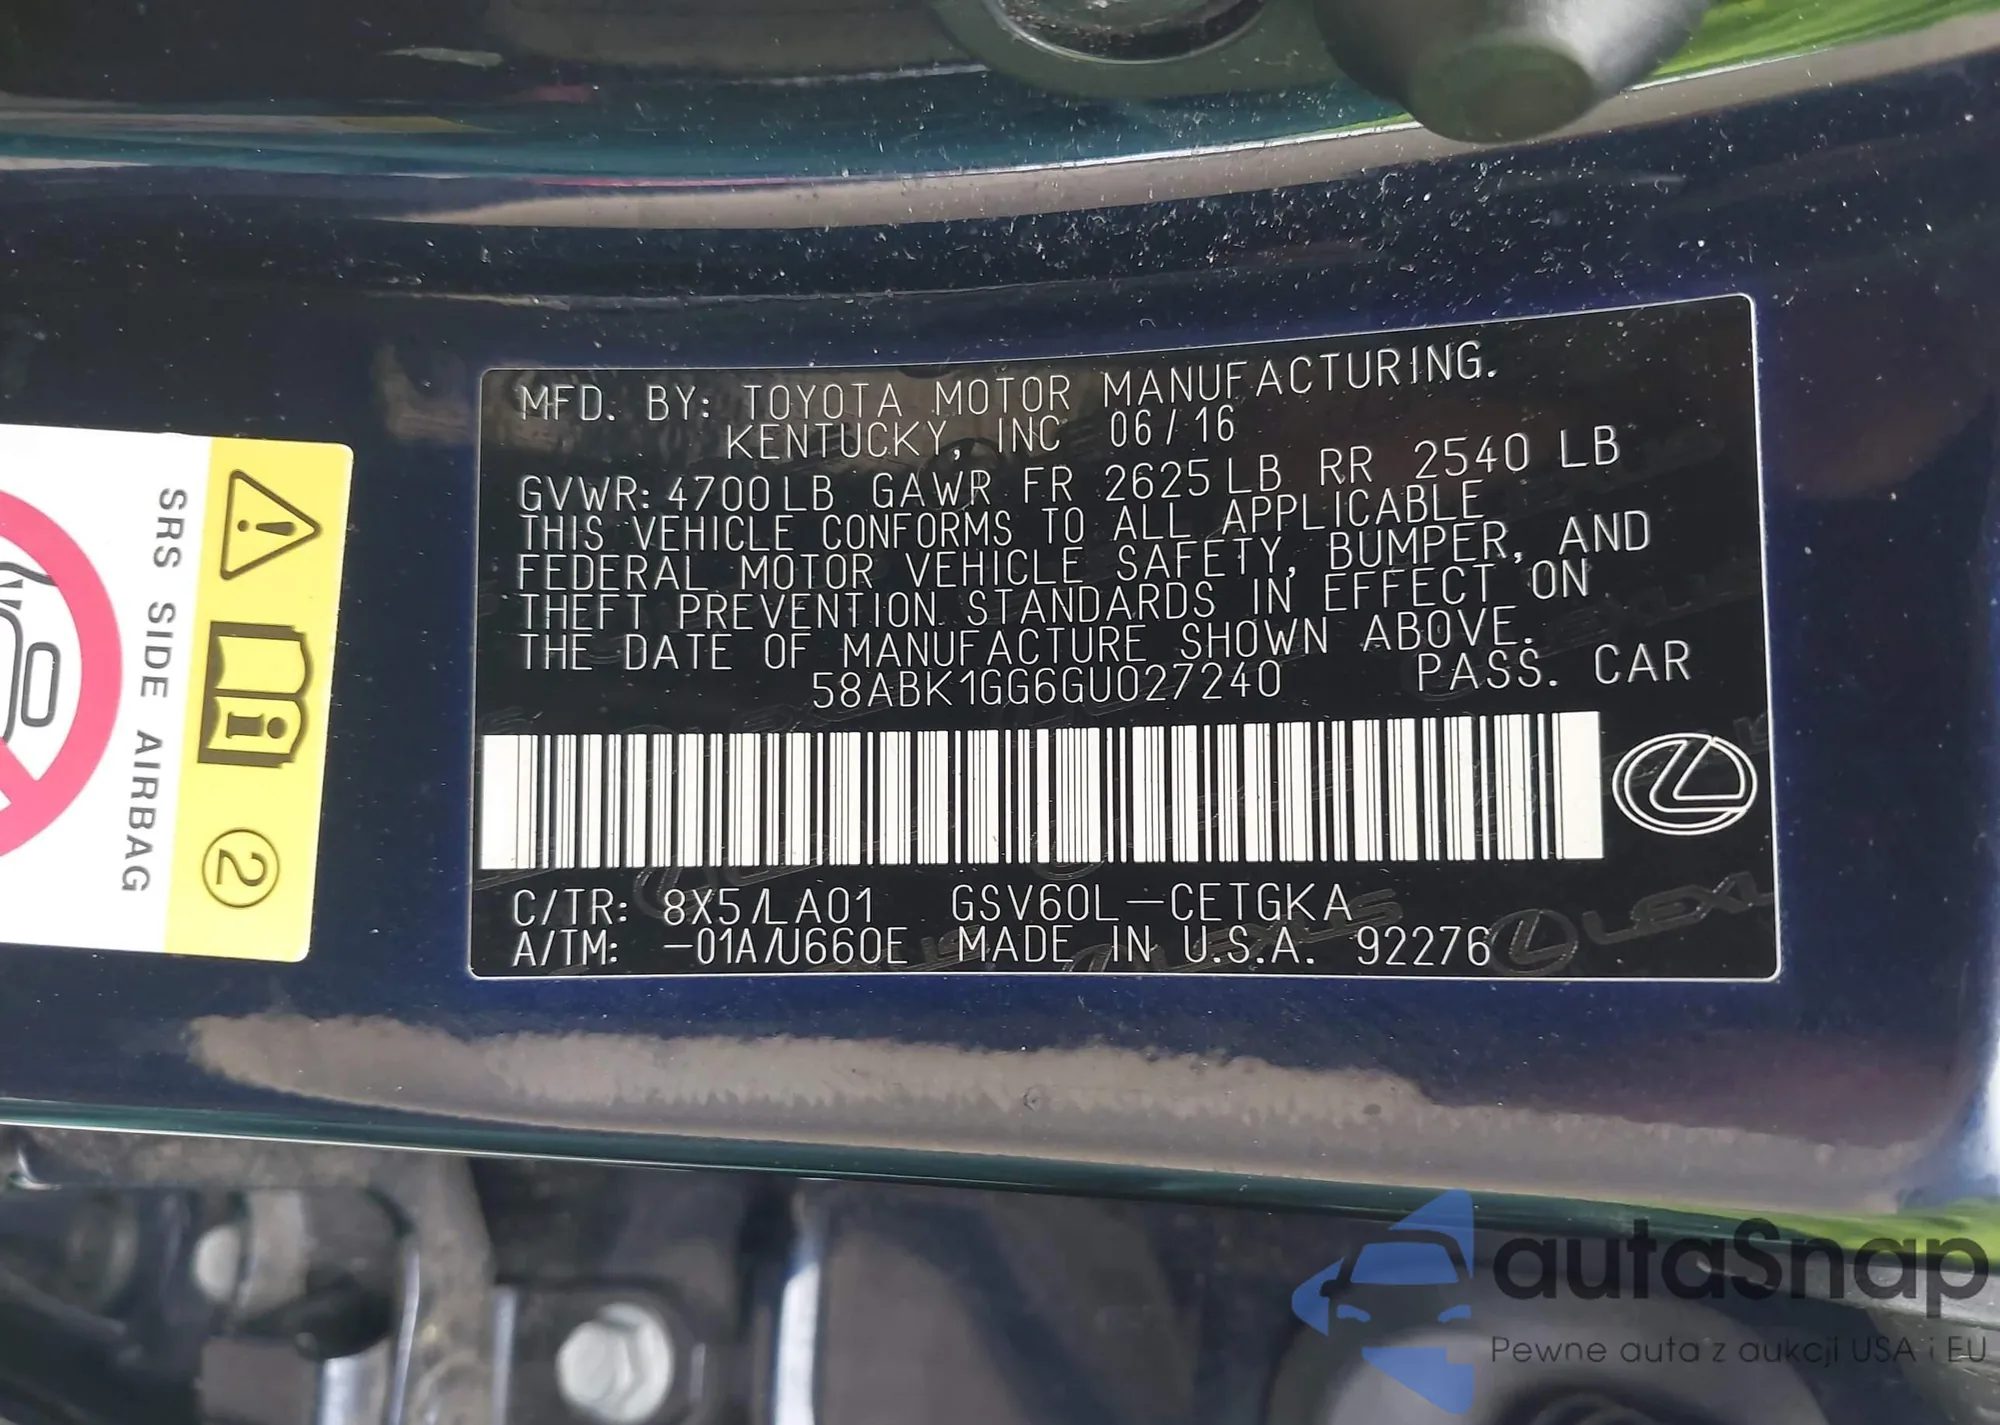 MFD. BY: TOYOTA MOTOR MANUFACTURING.
KENTUCKY, INC 06/16
GVWR: 4700LB GAWR FR 2625LB RR 2540 LB
THIS VEHICLE CONFORMS TO ALL APPLICABLE
FEDERAL MOTOR VEHICLE SAFETY, BUMPER, AND
THEFT PREVENTION STANDARDS IN EFFECT ON
THE DATE OF MANUFACTURE SHOWN ABOVE.
58ABK1GG6GU027240 PASS. CAR
C/TR: 8X5/LA01 GSV60L-CETGKA
A/TM: -01A/U660E MADE IN U.S.A. 92276
LEXUS
SRS SIDE AIRBAG
2
autaSnap
Pewne auta z aukcji USA i EU